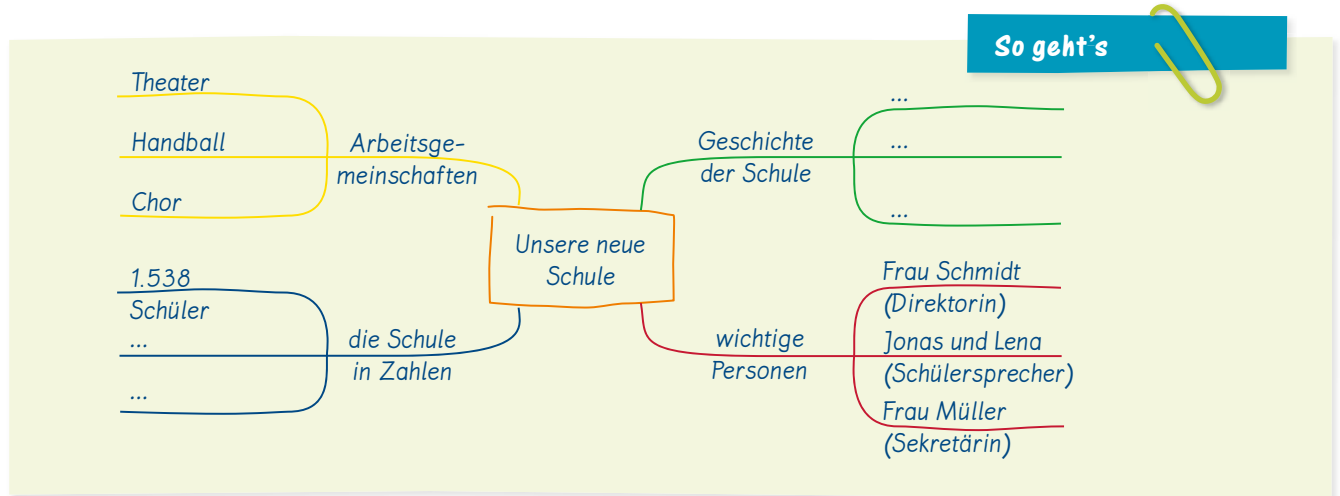 So geht's
Theater
Handball
Chor
Arbeitsge-
meinschaften
Geschichte
der Schule
...
...
...
Unsere neue
Schule
1.538
Schüler
...
...
die Schule
in Zahlen
wichtige
Personen
Frau Schmidt
(Direktorin)
Jonas und Lena
(Schülersprecher)
Frau Müller
(Sekretärin)